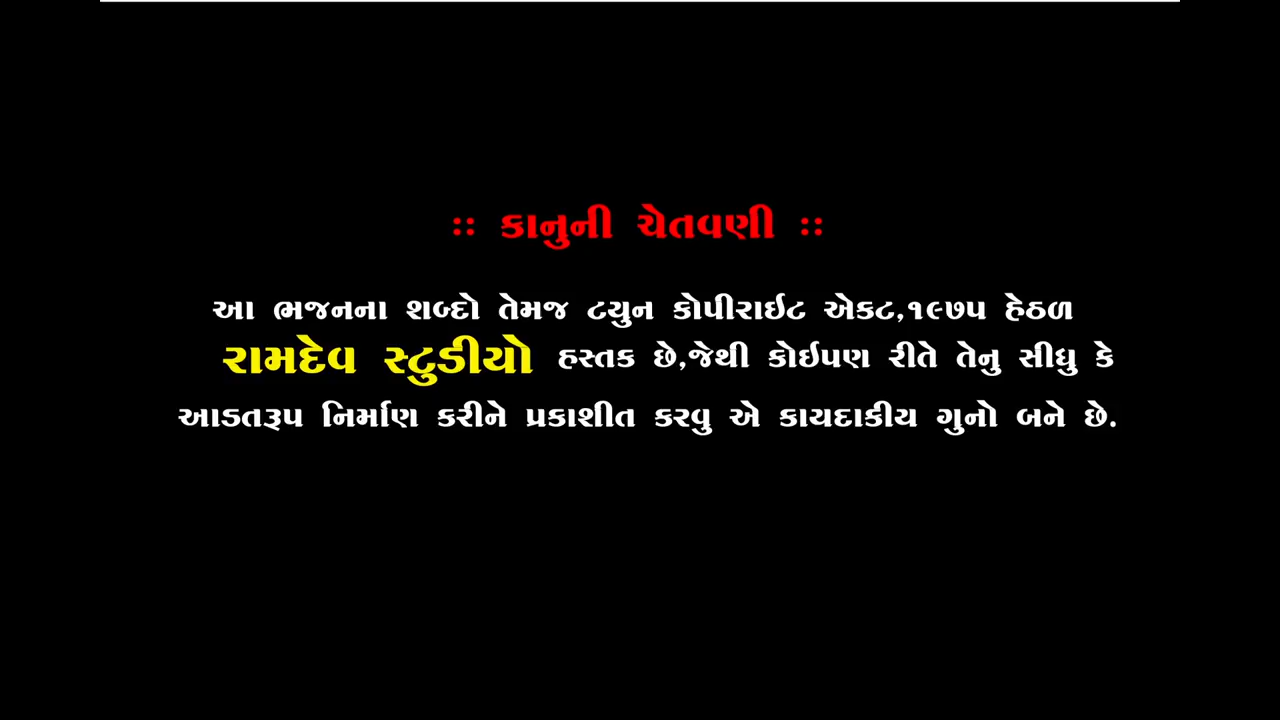 :: કાનુની ચેતવણી ::
આ ભજનના શબ્દો તેમજ ટયુન કોપીરાઈટ એકટ,૧૯૭૫ હેઠળ
રામદેવ સ્ટુડીયો હસ્તક છે,જેથી કોઈપણ રીતે તેનુ સીધુ કે
આડતરૂપ નિર્માણ કરીને પ્રકાશીત કરવુ એ કાયદાકીય ગુનો બને છે.